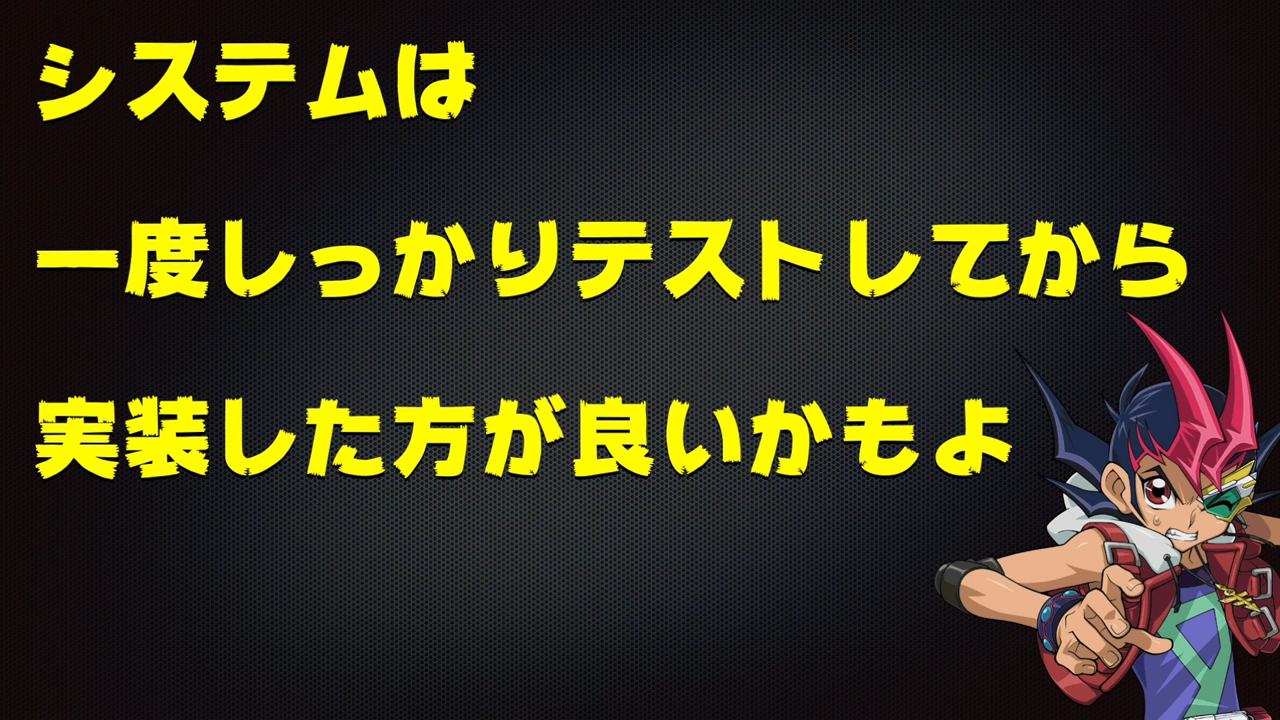 システムは
一度しっかりテストしてから
実装した方が良いかもよ